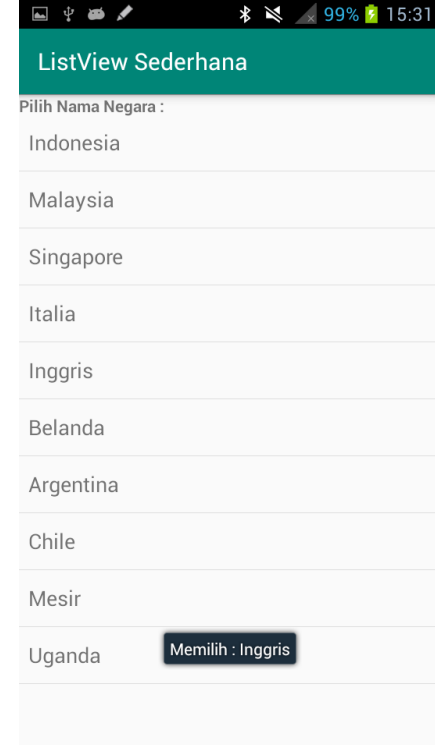 99% 15:31
ListView Sederhana
Pilih Nama Negara :
Indonesia
Malaysia
Singapore
Italia
Inggris
Belanda
Argentina
Chile
Mesir
Uganda
Memilih : Inggris